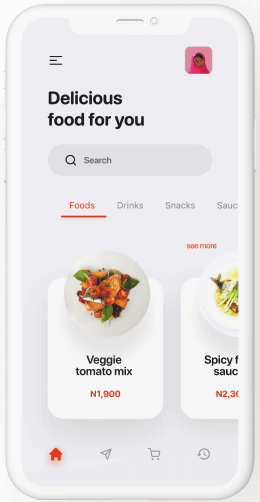 Delicious
food for you
Search
Foods Drinks Snacks Sauc
see more
Veggie
tomato mix
N1,900
Spicy f
sauc
N2,30